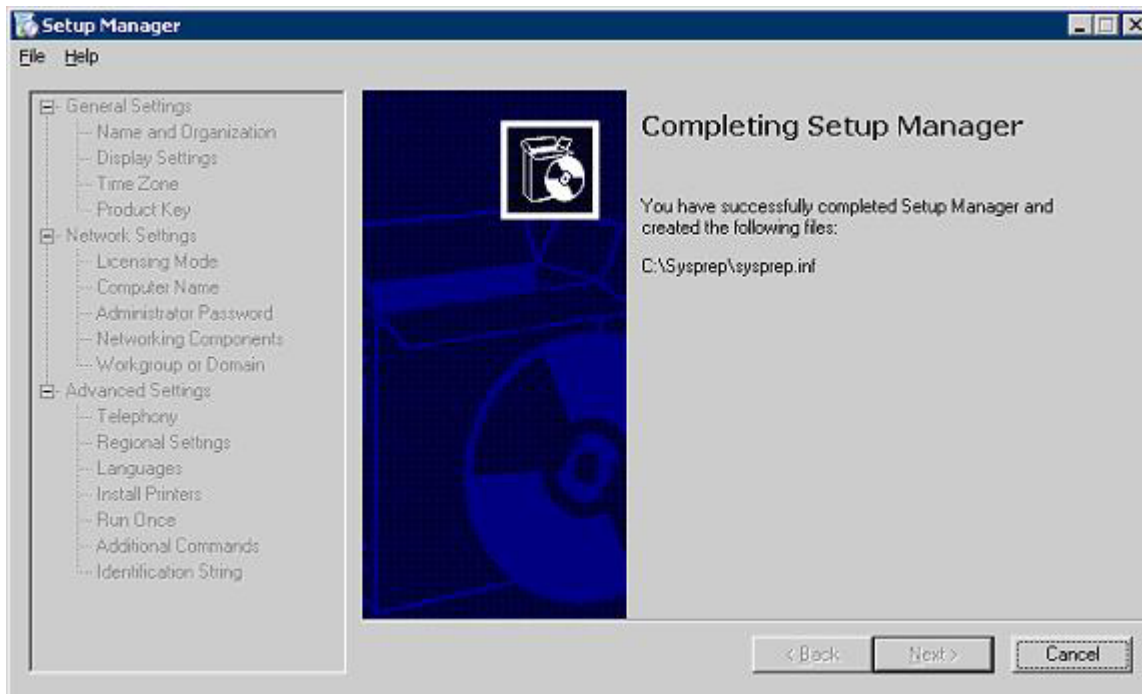 Setup Manager
File Help
General Settings
Name and Organization
Display Settings
Time Zone
Product Key
Network Settings
Licensing Mode
Computer Name
Administrator Password
Networking Components
Workgroup or Domain
Advanced Settings
Telephony
Regional Settings
Languages
Install Printers
Run Once
Additional Commands
Identification String
Completing Setup Manager
You have successfully completed Setup Manager and
created the following files:
C:\Sysprep\sysprep.inf
< Back Next > Cancel